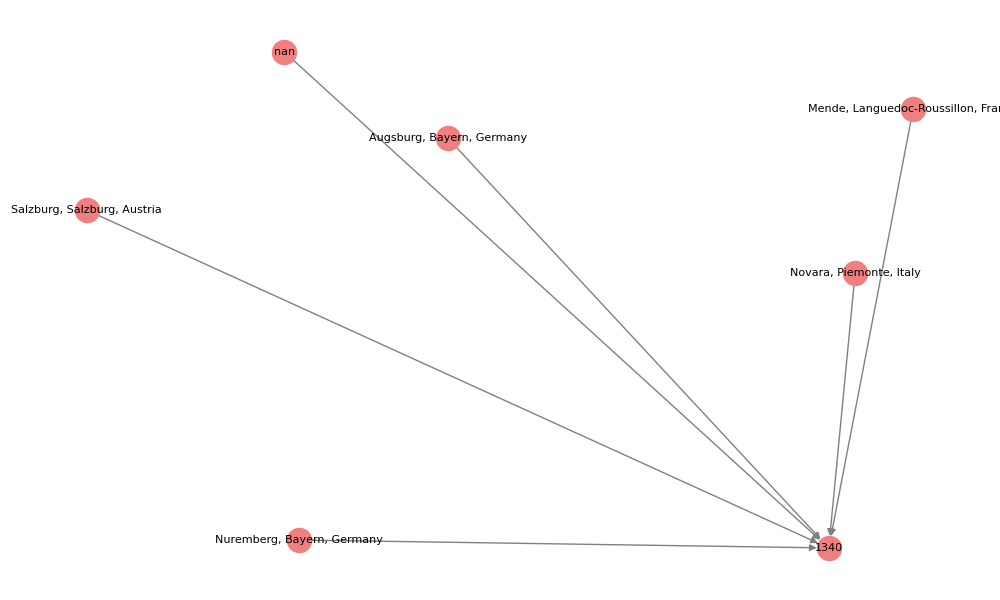 nan
Mende, Languedoc-Roussillon, Fran
Augsburg, Bayern, Germany
Salzburg, Salzburg, Austria
Novara, Piemonte, Italy
Nuremberg, Bayern, Germany
1340